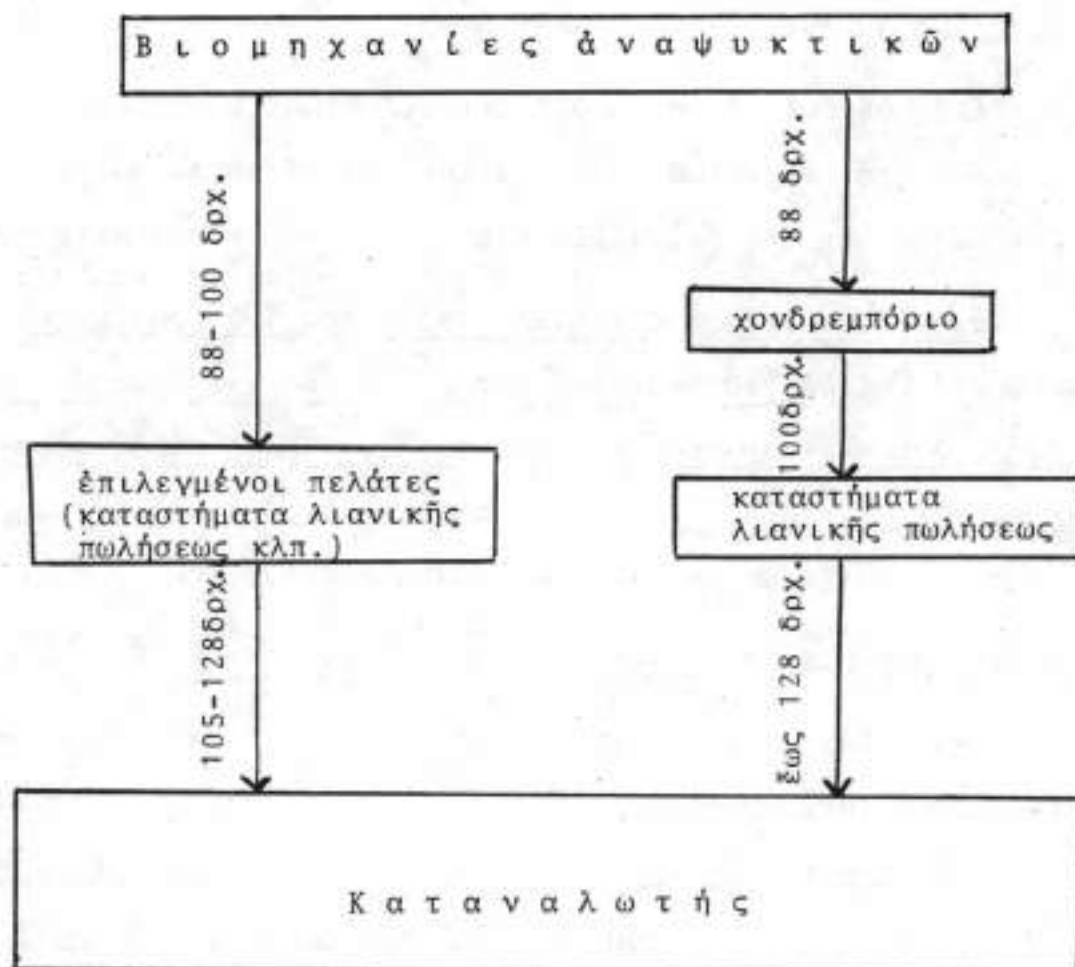 Βιομηχανίες ἀναψυκτικῶν
88-100 δρχ.
88 δρχ.
χονδρεμπόριο
100δρχ.
ἐπιλεγμένοι πελάτες
(καταστήματα λιανικῆς
πωλήσεως κλπ.)
καταστήματα
λιανικῆς πωλήσεως
105-128δρχ.
ἕως 128 δρχ.
Καταναλωτής